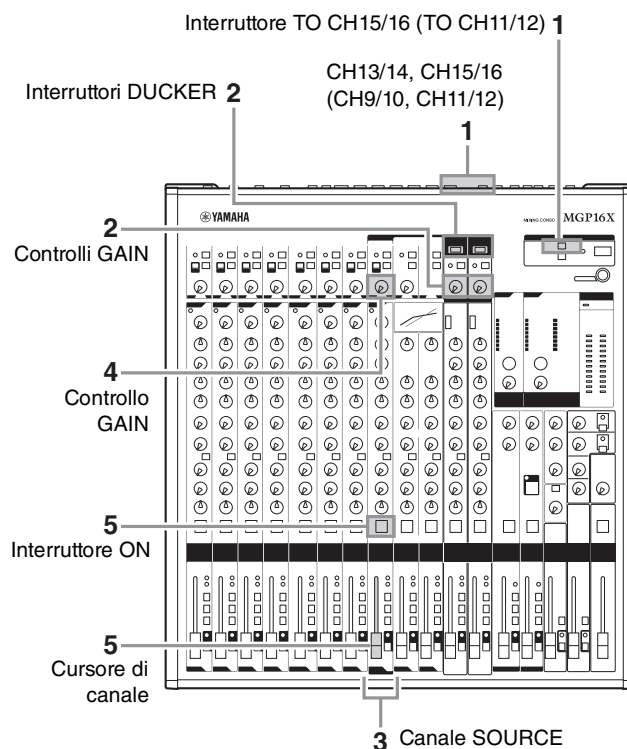 Interruttore TO CH15/16 (TO CH11/12) 1
CH13/14, CH15/16
(CH9/10, CH11/12)
1
Interruttori DUCKER 2
YAMAHA
MIXING CONSOLE MGP16X
2
Controlli GAIN
4
Controllo
GAIN
5
Interruttore ON
5
Cursore di
canale
3 Canale SOURCE